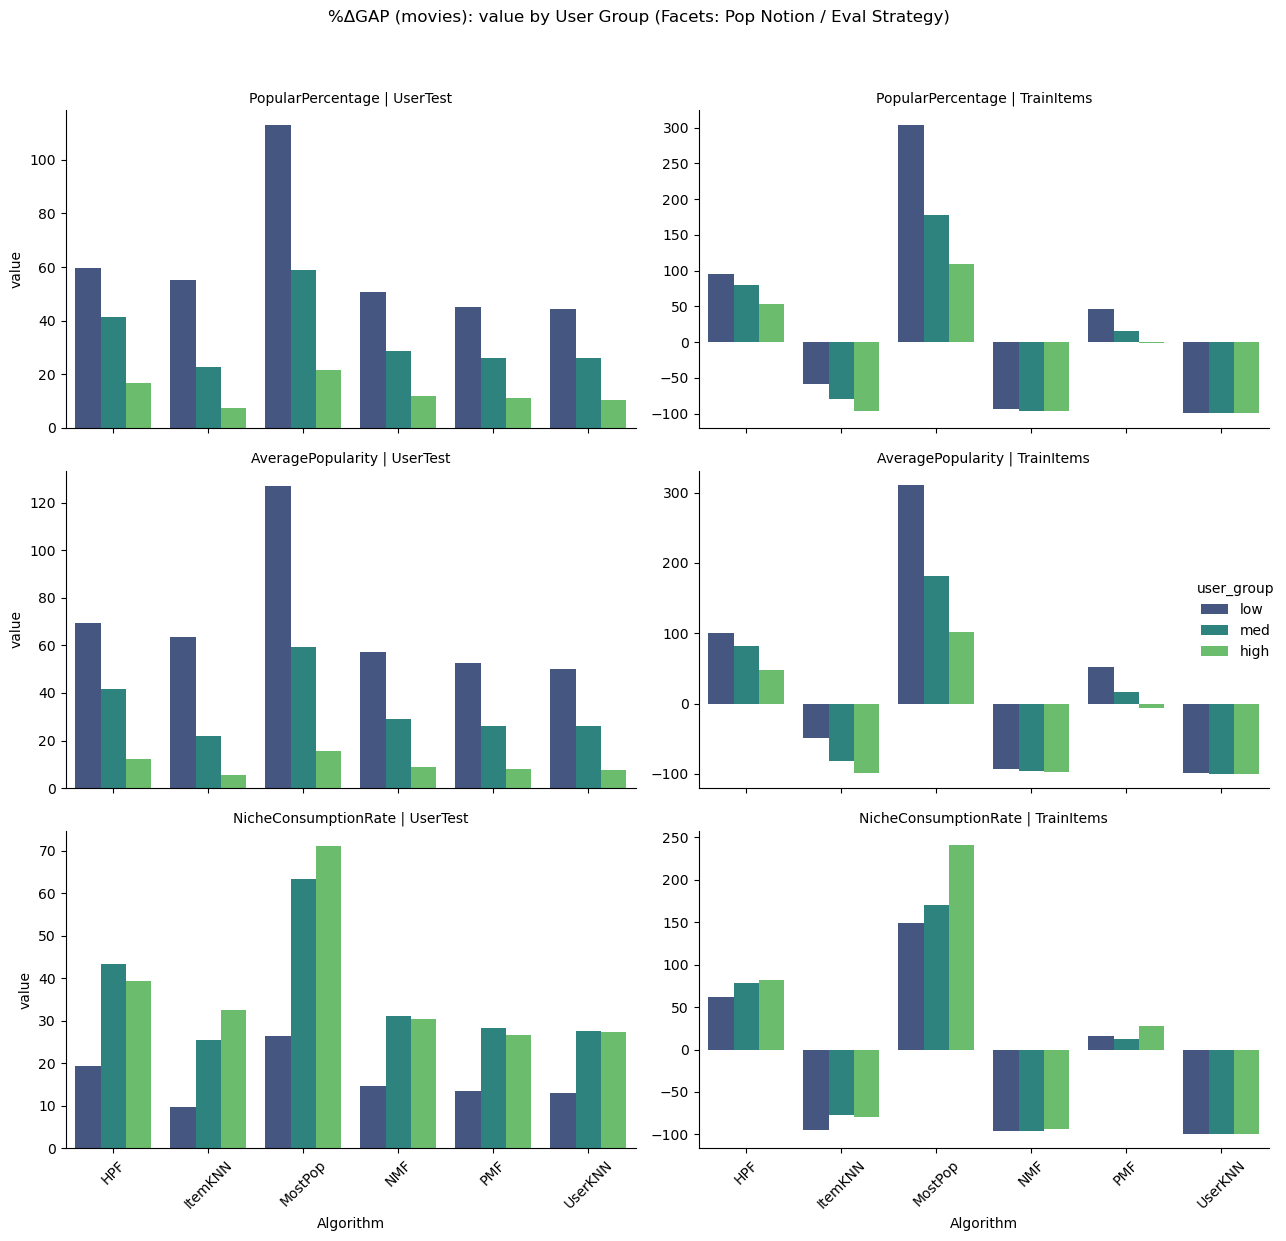 %ΔGAP (movies): value by User Group (Facets: Pop Notion / Eval Strategy)
PopularPercentage | UserTest
100
80
60
40
20
0
value
PopularPercentage | TrainItems
300
250
200
150
100
50
0
−50
−100
AveragePopularity | UserTest
120
100
80
60
40
20
0
value
AveragePopularity | TrainItems
300
200
100
0
−100
user_group
low
med
high
NicheConsumptionRate | UserTest
70
60
50
40
30
20
10
0
value
HPF
ItemKNN
MostPop
NMF
PMF
UserKNN
Algorithm
NicheConsumptionRate | TrainItems
250
200
150
100
50
0
−50
−100
HPF
ItemKNN
MostPop
NMF
PMF
UserKNN
Algorithm